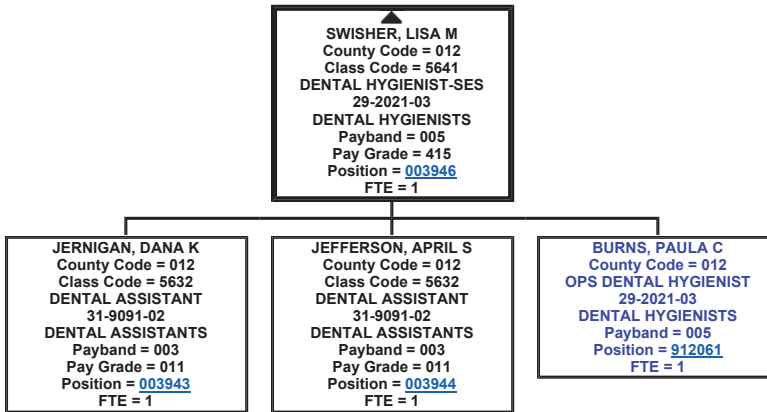 SWISHER, LISA M
County Code = 012
Class Code = 5641
DENTAL HYGIENIST-SES
29-2021-03
DENTAL HYGIENISTS
Payband = 005
Pay Grade = 415
Position = 003946
FTE = 1
JERNIGAN, DANA K
County Code = 012
Class Code = 5632
DENTAL ASSISTANT
31-9091-02
DENTAL ASSISTANTS
Payband = 003
Pay Grade = 011
Position = 003943
FTE = 1
JEFFERSON, APRIL S
County Code = 012
Class Code = 5632
DENTAL ASSISTANT
31-9091-02
DENTAL ASSISTANTS
Payband = 003
Pay Grade = 011
Position = 003944
FTE = 1
BURNS, PAULA C
County Code = 012
OPS DENTAL HYGIENIST
29-2021-03
DENTAL HYGIENISTS
Payband = 005
Position = 912061
FTE = 1